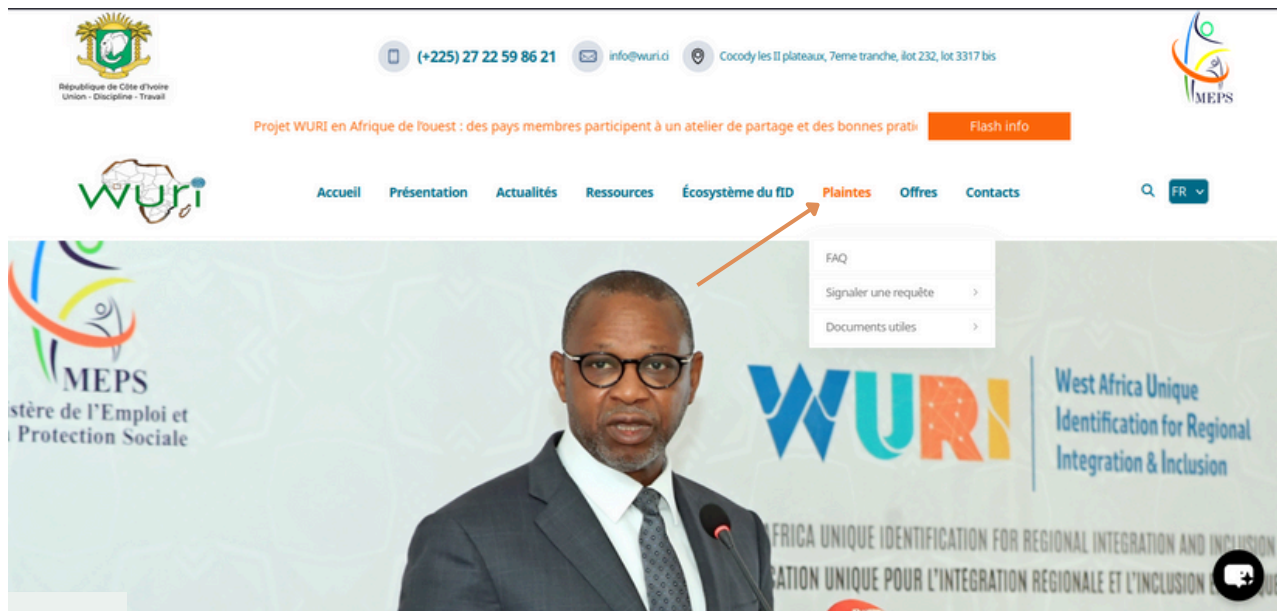 République de Côte d'Ivoire
Union - Discipline - Travail
(+225) 27 22 59 86 21
info@wuri.ci
Cocody les II plateaux, 7eme tranche, ilot 232, lot 3317 bis
MEPS
Projet WURI en Afrique de l'ouest : des pays membres participent à un atelier de partage et des bonnes
Flash info
wuri
Accueil
Présentation
Actualités
Ressources
Écosystème du fID
Plaintes
Offres
Contacts
FR
FAQ
Signaler une requête
Documents utiles
MEPS
stère de l'Emploi et
Protection Sociale
WURI
West Africa Unique
Identification for Regional
Integration & Inclusion
AFRICA UNIQUE IDENTIFICATION FOR REGIONAL INTEGRATION AND INCLUSION
CATION UNIQUE POUR L'INTEGRATION REGIONALE ET L'INCLUSION